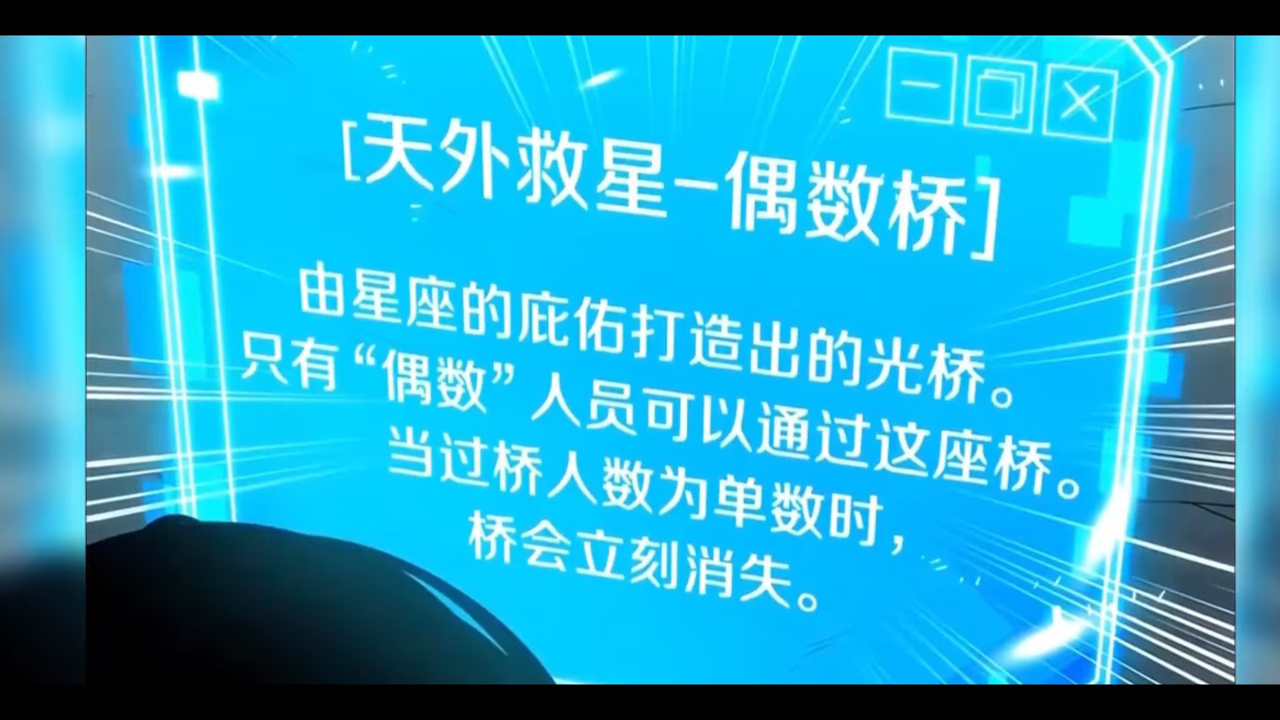 [天外救星-偶数桥]
由星座的庇佑打造出的光桥。
只有“偶数”人员可以通过这座桥。
当过桥人数为单数时，
桥会立刻消失。